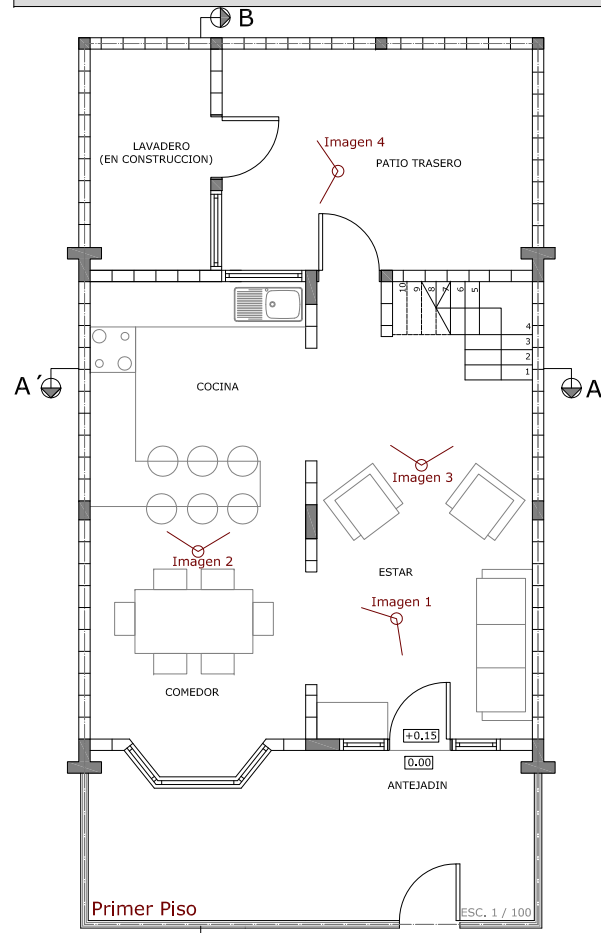 B
LAVADERO
(EN CONSTRUCCION)
Imagen 4
PATIO TRASERO
10
9
8
7
6
5
4
3
2
1
A´
A
COCINA
Imagen 3
Imagen 2
ESTAR
Imagen 1
COMEDOR
+0.15
0.00
ANTEJADIN
Primer Piso
ESC. 1 / 100